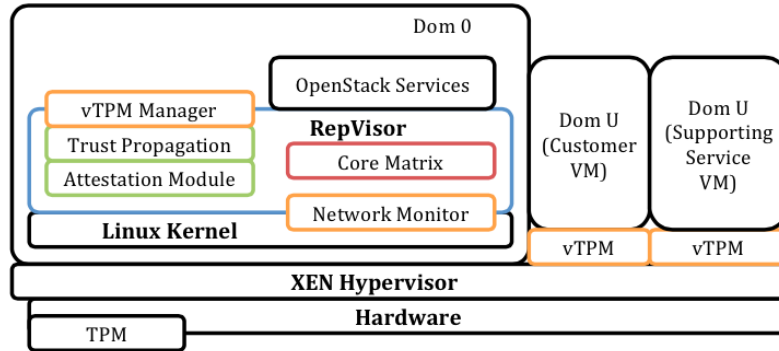 Dom 0
OpenStack Services
vTPM Manager
RepVisor
Trust Propagation
Core Matrix
Attestation Module
Network Monitor
Linux Kernel
Dom U
(Customer
VM)
Dom U
(Supporting
Service
VM)
vTPM
vTPM
XEN Hypervisor
Hardware
TPM